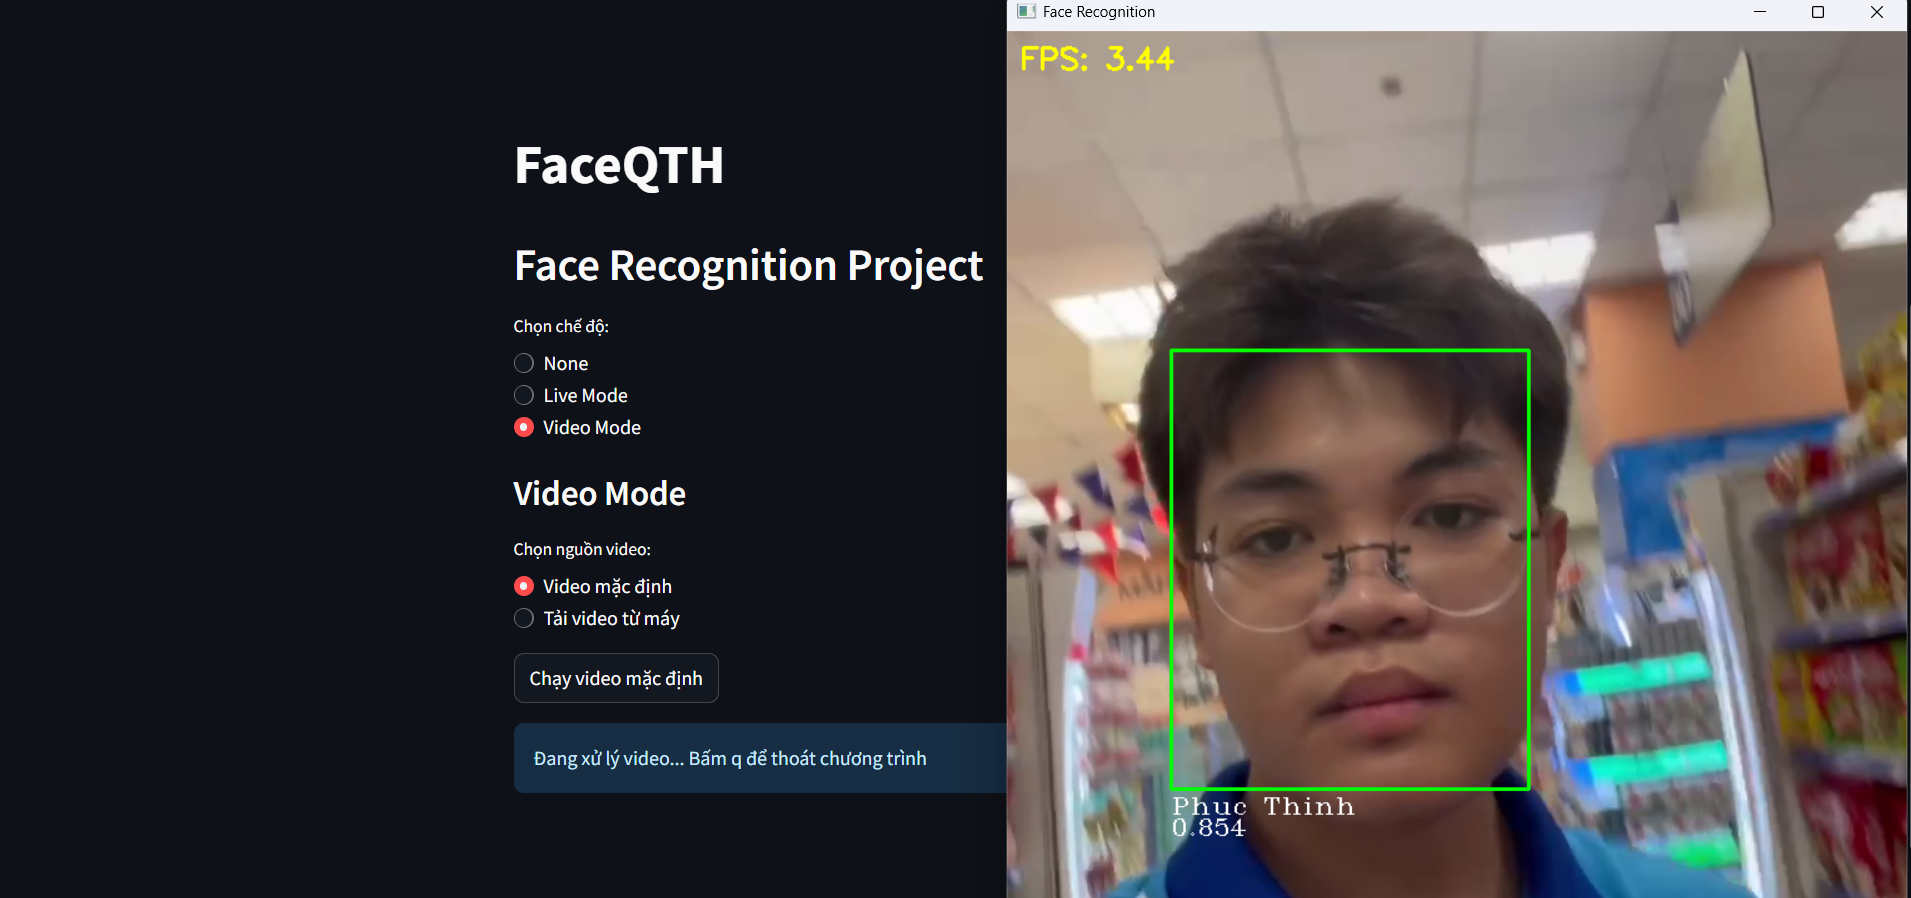 FaceQTH
Face Recognition Project
Chọn chế độ:
None
Live Mode
Video Mode
Video Mode
Chọn nguồn video:
Video mặc định
Tải video từ máy
Chạy video mặc định
Đang xử lý video... Bấm q để thoát chương trình
Face Recognition
FPS: 3.44
Phuc Thinh
0.854